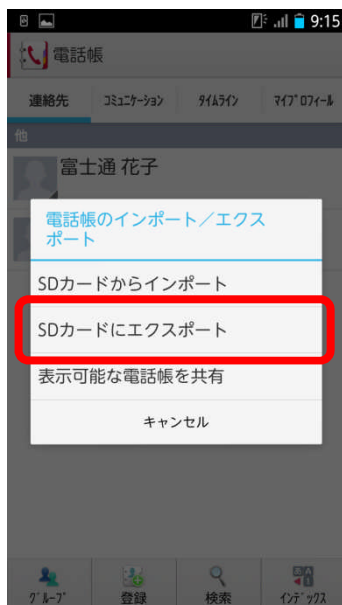 9:15
電話帳
連絡先 ｺﾐｭﾆｹｰｼｮﾝ ﾀｲﾑﾗｲﾝ ﾏｲﾌﾟﾛﾌｨｰﾙ
他
富士通 花子
電話帳のインポート／エクス
ポート
SDカードからインポート
SDカードにエクスポート
表示可能な電話帳を共有
キャンセル
ｸﾞﾙｰﾌﾟ 登録 検索 ｲﾝﾃﾞｯｸｽ